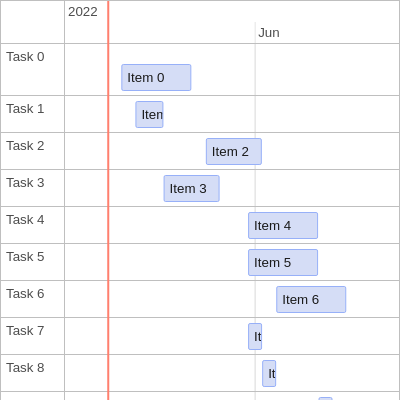 2022
Jun
Task 0
Item 0
Task 1
Iten
Task 2
Item 2
Task 3
Item 3
Task 4
Item 4
Task 5
Item 5
Task 6
Item 6
Task 7
It
Task 8
It